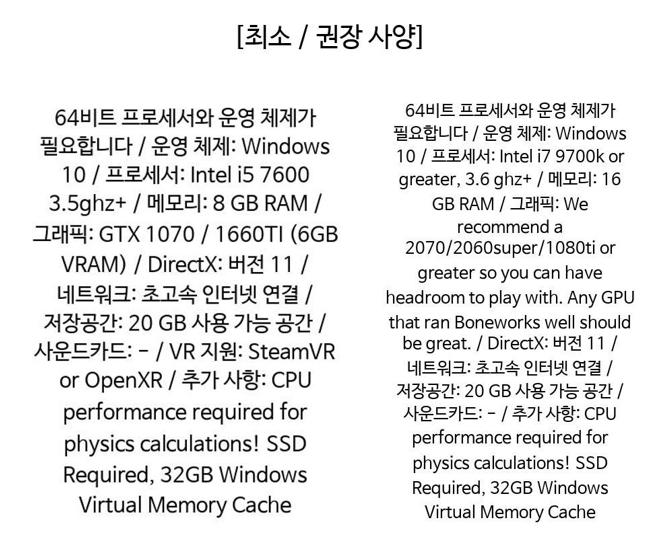 [최소 / 권장 사양]
64비트 프로세서와 운영 체제가
필요합니다 / 운영 체제: Windows
10 / 프로세서: Intel i5 7600
3.5ghz+ / 메모리: 8 GB RAM /
그래픽: GTX 1070 / 1660TI (6GB
VRAM) / DirectX: 버전 11 /
네트워크: 초고속 인터넷 연결 /
저장공간: 20 GB 사용 가능 공간 /
사운드카드: - / VR 지원: SteamVR
or OpenXR / 추가 사항: CPU
performance required for
physics calculations! SSD
Required, 32GB Windows
Virtual Memory Cache
64비트 프로세서와 운영 체제가
필요합니다 / 운영 체제: Windows
10 / 프로세서: Intel i7 9700k or
greater, 3.6 ghz+ / 메모리: 16
GB RAM / 그래픽: We
recommend a
2070/2060super/1080ti or
greater so you can have
headroom to play with. Any GPU
that ran Boneworks well should
be great. / DirectX: 버전 11 /
네트워크: 초고속 인터넷 연결 /
저장공간: 20 GB 사용 가능 공간 /
사운드카드: - / 추가 사항: CPU
performance required for
physics calculations! SSD
Required, 32GB Windows
Virtual Memory Cache